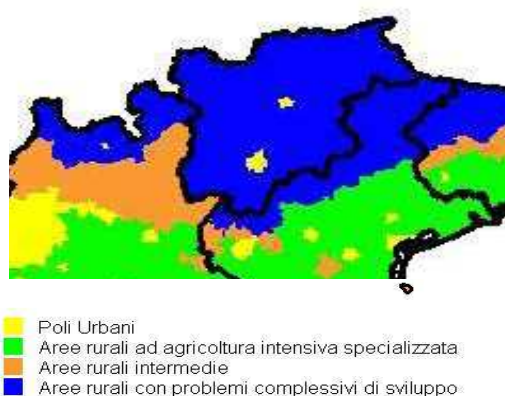 Poli Urbani
Aree rurali ad agricoltura intensiva specializzata
Aree rurali intermedie
Aree rurali con problemi complessivi di sviluppo